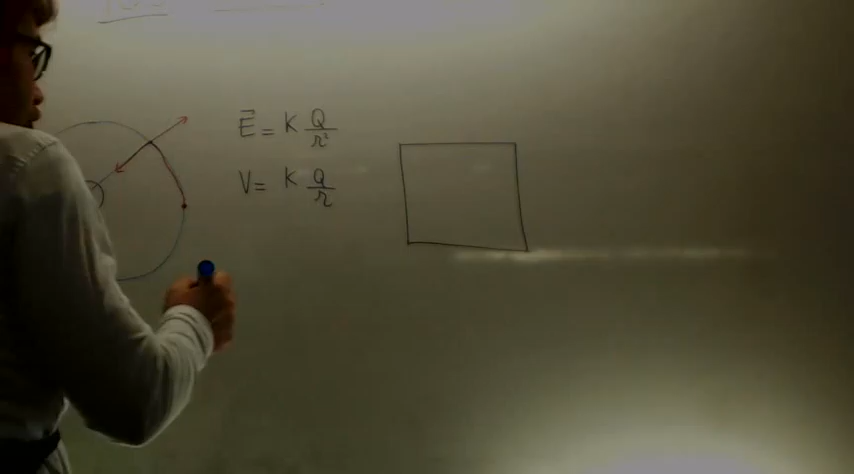 E⃗ = K Q/r²
V = K Q/r